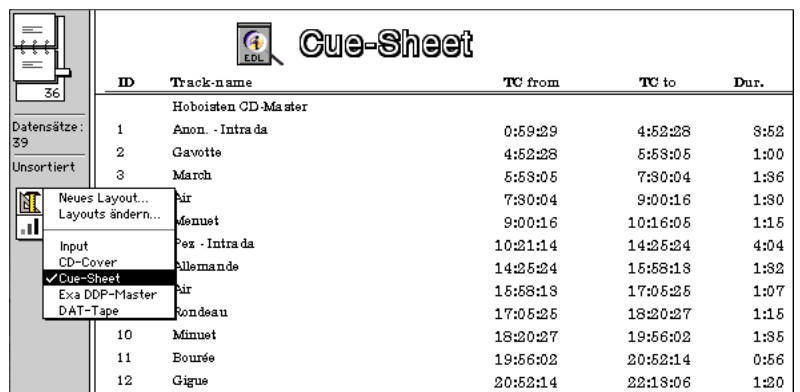 EDL
Cue-Sheet
36
Datensätze:
39
Unsortiert
Neues Layout...
Layouts ändern...
Input
CD-Cover
✓Cue-Sheet
Exa DDP-Master
DAT-Tape
ID Track-name TC from TC to Dur.
Hoboisten CD-Master
1 Anon. - Intrada 0:59:29 4:52:28 3:52
2 Gavotte 4:52:28 5:53:05 1:00
3 March 5:53:05 7:30:04 1:36
Air 7:30:04 9:00:16 1:30
Menuet 9:00:16 10:16:05 1:15
Pez - Intrada 10:21:14 14:25:24 4:04
Allemande 14:25:24 15:58:13 1:32
Air 15:58:13 17:05:25 1:07
Rondeau 17:05:25 18:20:27 1:15
10 Minuet 18:20:27 19:56:02 1:35
11 Bourée 19:56:02 20:52:14 0:56
12 Gigue 20:52:14 22:13:06 1:20